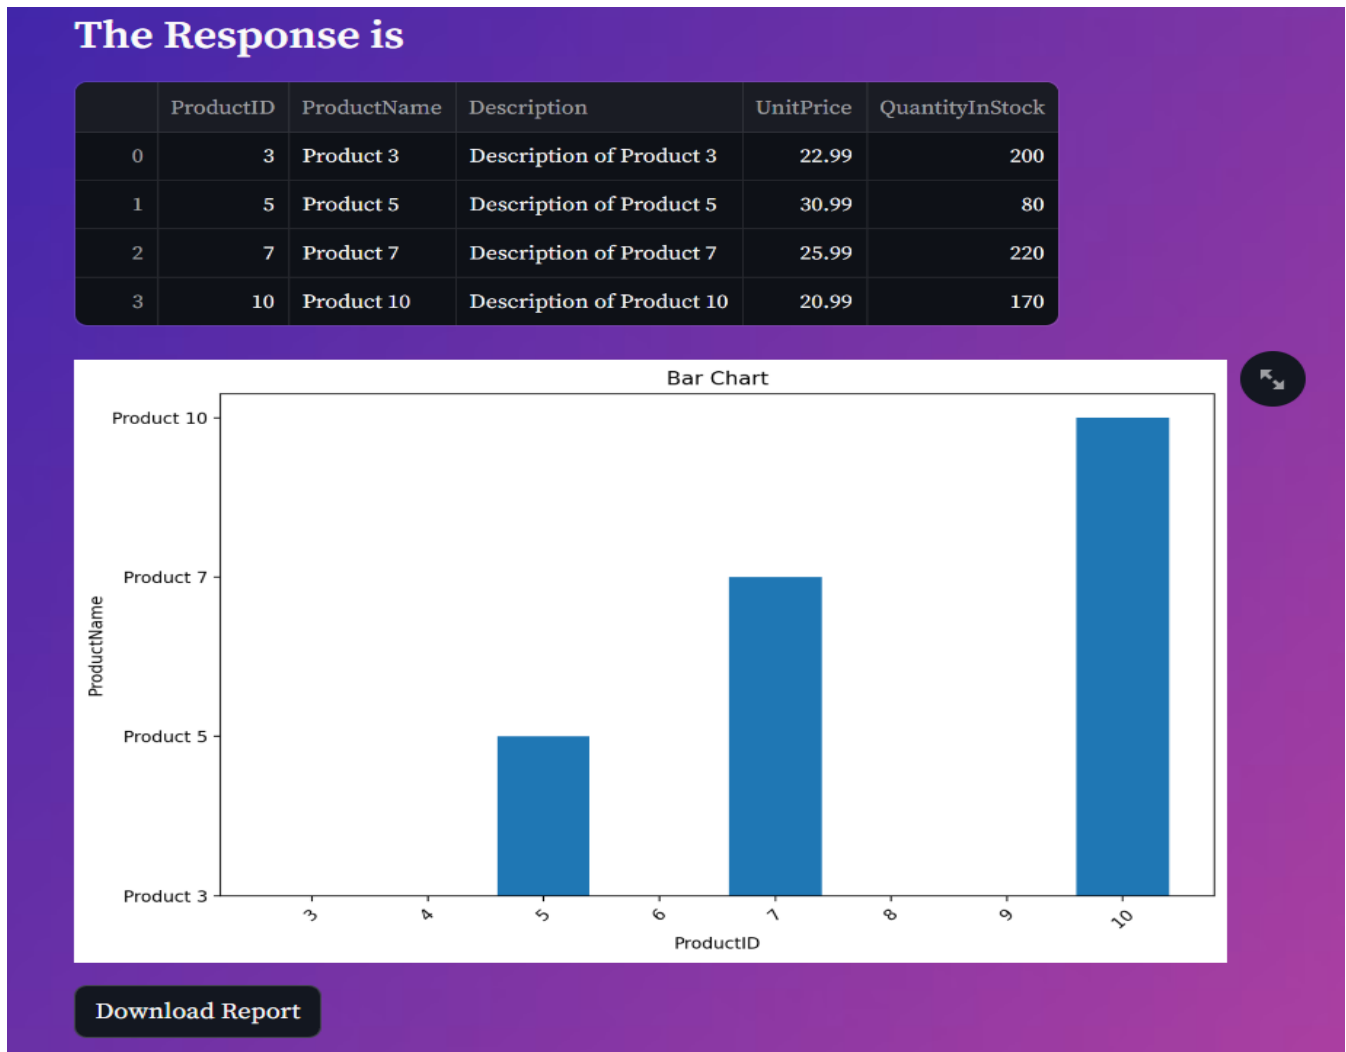 The Response is
ProductID ProductName Description UnitPrice QuantityInStock
0 3 Product 3 Description of Product 3 22.99 200
1 5 Product 5 Description of Product 5 30.99 80
2 7 Product 7 Description of Product 7 25.99 220
3 10 Product 10 Description of Product 10 20.99 170
Bar Chart
Product 10
Product 7
Product 5
Product 3
ProductName
3 4 5 6 7 8 9 10
ProductID
Download Report